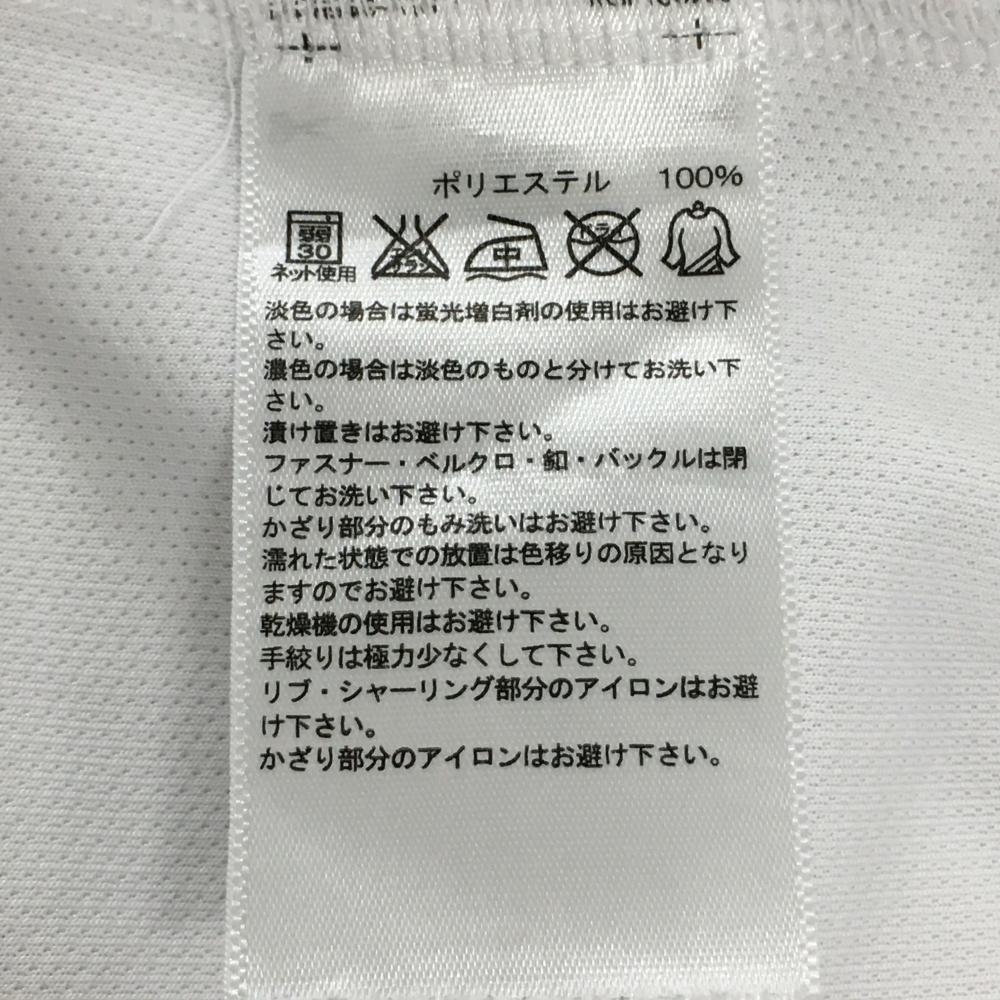 ポリエステル 100%
弱 30 中 ドライ
ネット使用 エンソ サラシ
淡色の場合は蛍光増白剤の使用はお避け下
さい。
濃色の場合は淡色のものと分けてお洗い下
さい。
漬け置きはお避け下さい。
ファスナー・ベルクロ・釦・バックルは閉
じてお洗い下さい。
かざり部分のもみ洗いはお避け下さい。
濡れた状態での放置は色移りの原因となり
ますのでお避け下さい。
乾燥機の使用はお避け下さい。
手絞りは極力少なくして下さい。
リブ・シャーリング部分のアイロンはお避
け下さい。
かざり部分のアイロンはお避け下さい。